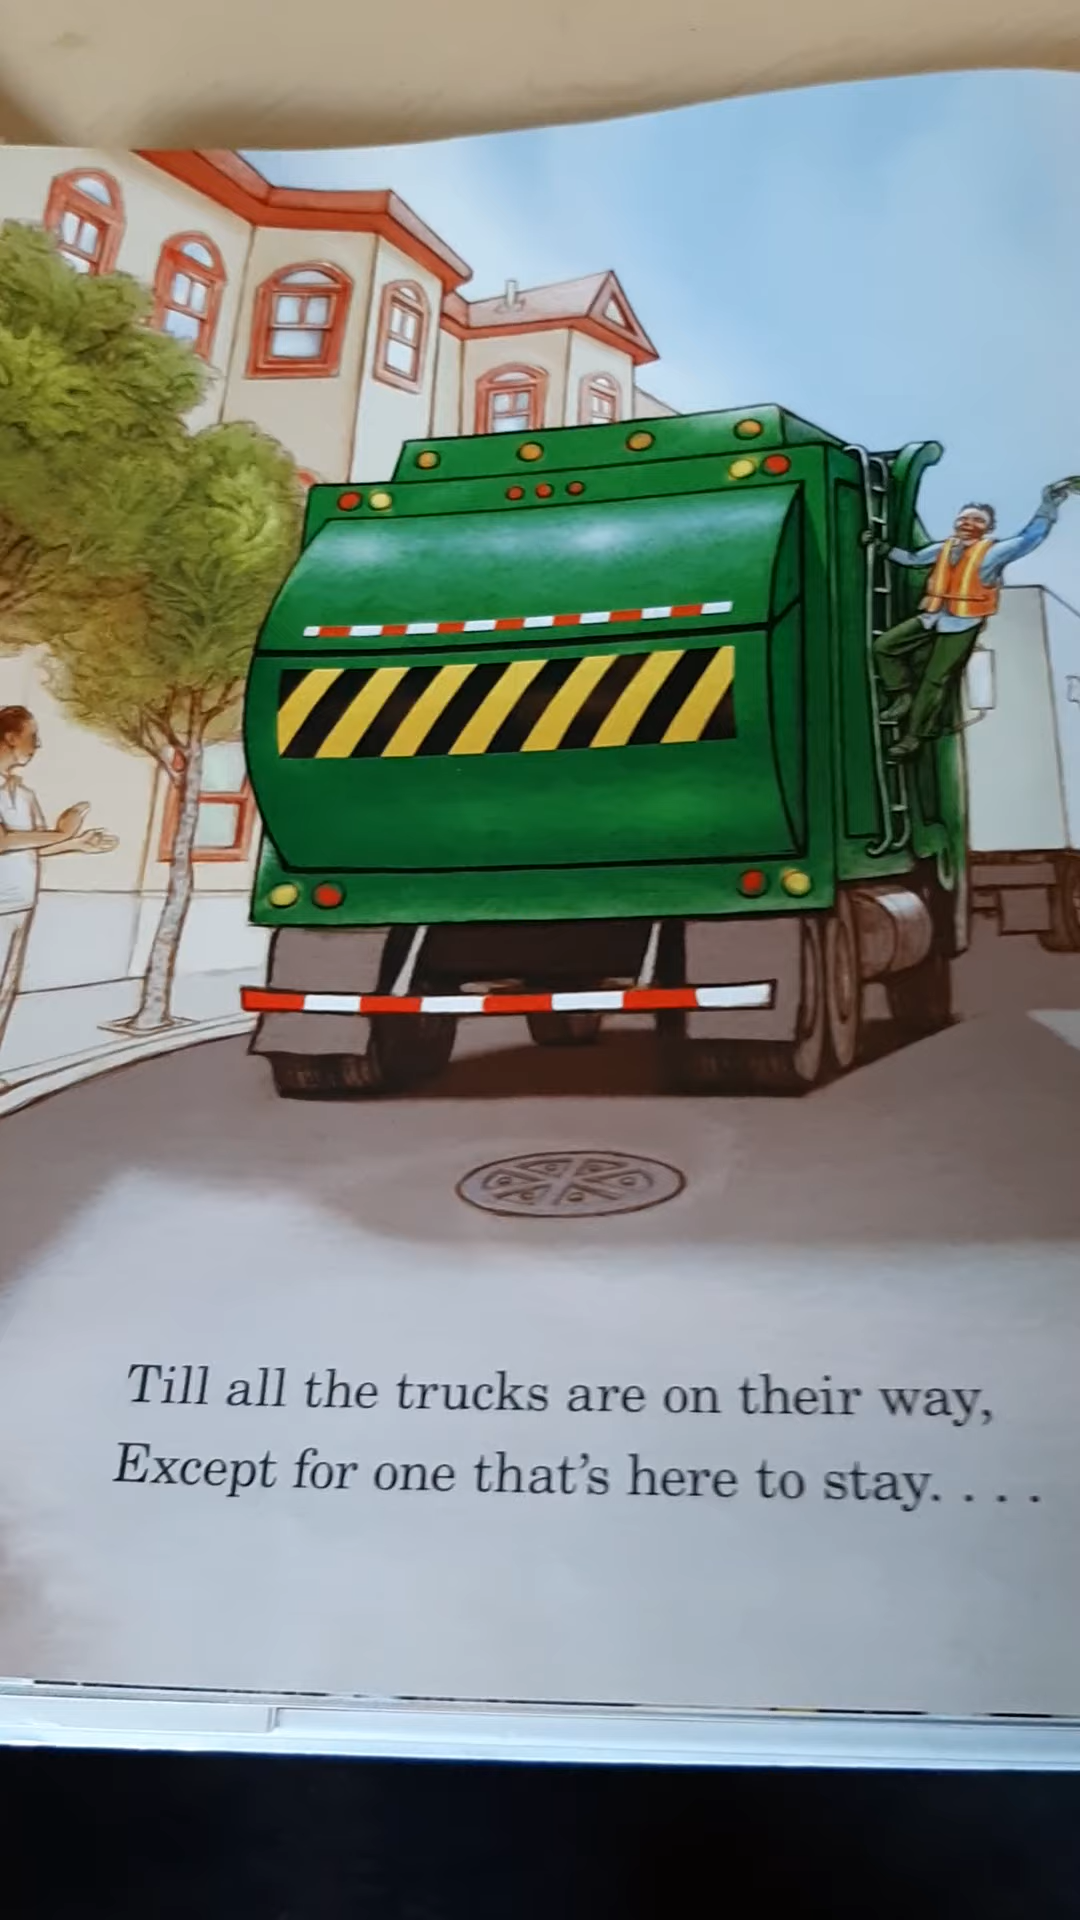 Till all the trucks are on their way,
Except for one that's here to stay. . . .